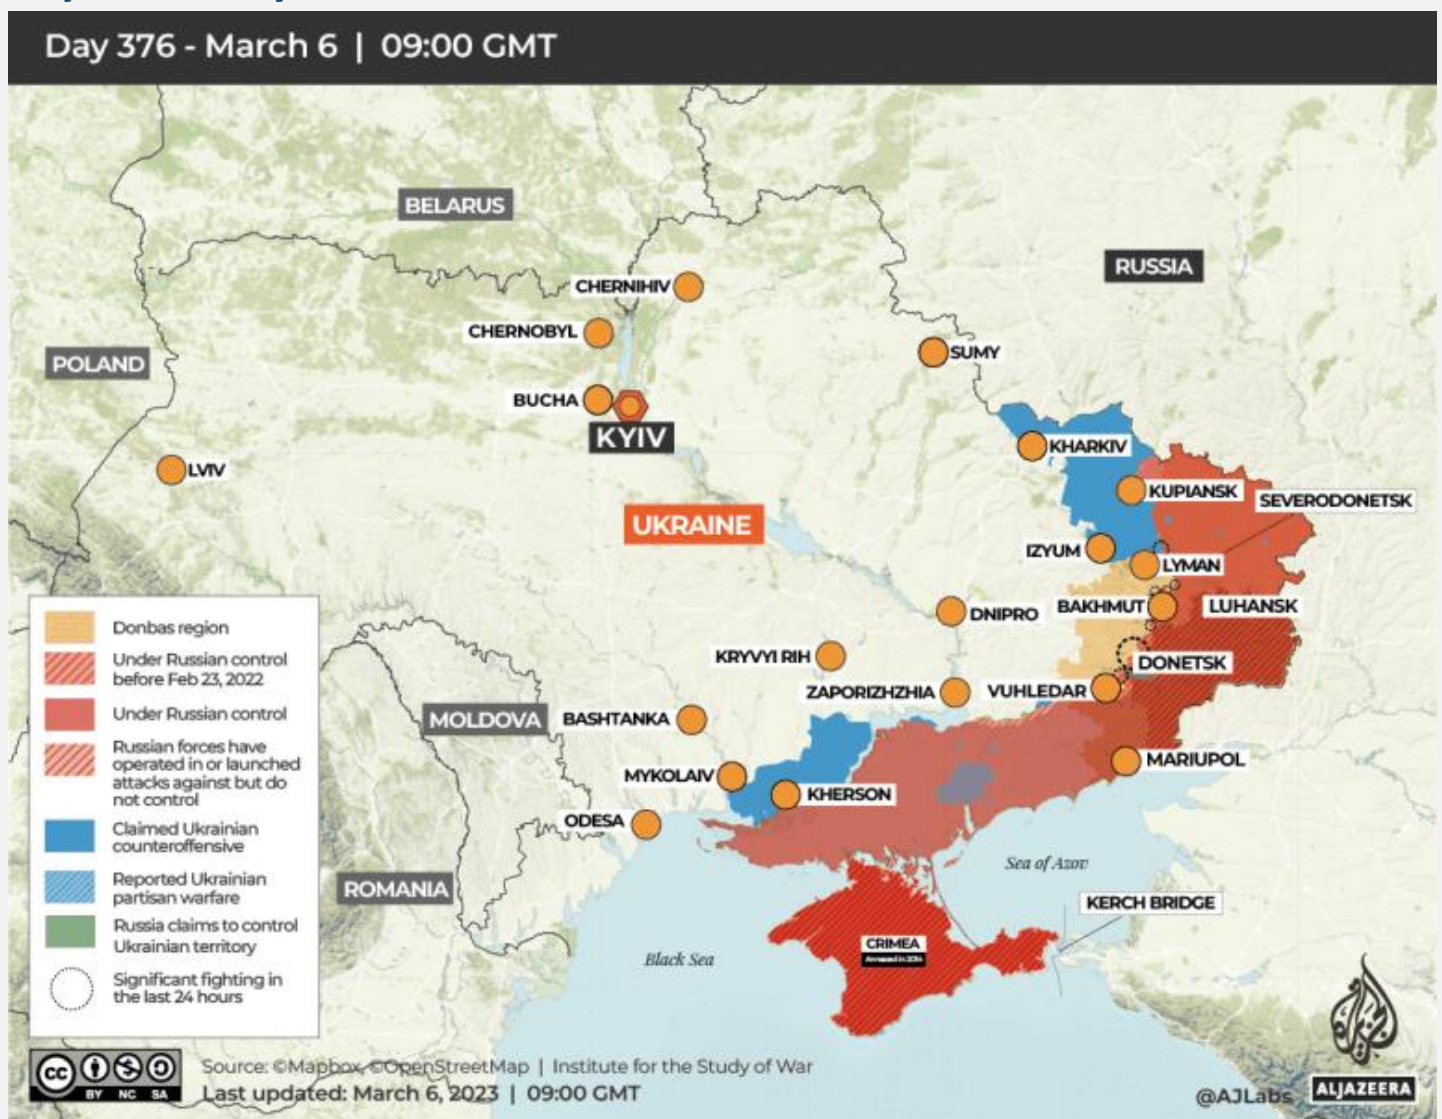 Day 376 - March 6 | 09:00 GMT
BELARUS
RUSSIA
CHERNIHIV
CHERNOBYL
SUMY
POLAND
BUCHA
KYIV
KHARKIV
LVIV
KUPIANSK
SEVERODONETSK
UKRAINE
IZYUM
LYMAN
BAKHMUT
LUHANSK
DNIPRO
KRYVYI RIH
DONETSK
ZAPORIZHZHIA
VUHLEDAR
MOLDOVA
BASHTANKA
MARIUPOL
MYKOLAIV
KHERSON
ODESA
Sea of Azov
ROMANIA
KERCH BRIDGE
CRIMEA
Annexed in 2014
Black Sea
Donbas region
Under Russian control
before Feb 23, 2022
Under Russian control
Russian forces have
operated in or launched
attacks against but do
not control
Claimed Ukrainian
counteroffensive
Reported Ukrainian
partisan warfare
Russia claims to control
Ukrainian territory
Significant fighting in
the last 24 hours
cc
BY NC SA
Source: ©Mapbox, ©OpenStreetMap | Institute for the Study of War
Last updated: March 6, 2023 | 09:00 GMT
@AJLabs
ALJAZEERA